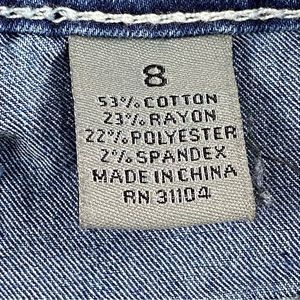 8
53% COTTON
23% RAYON
22% POLYESTER
2% SPANDEX
MADE IN CHINA
RN 31104